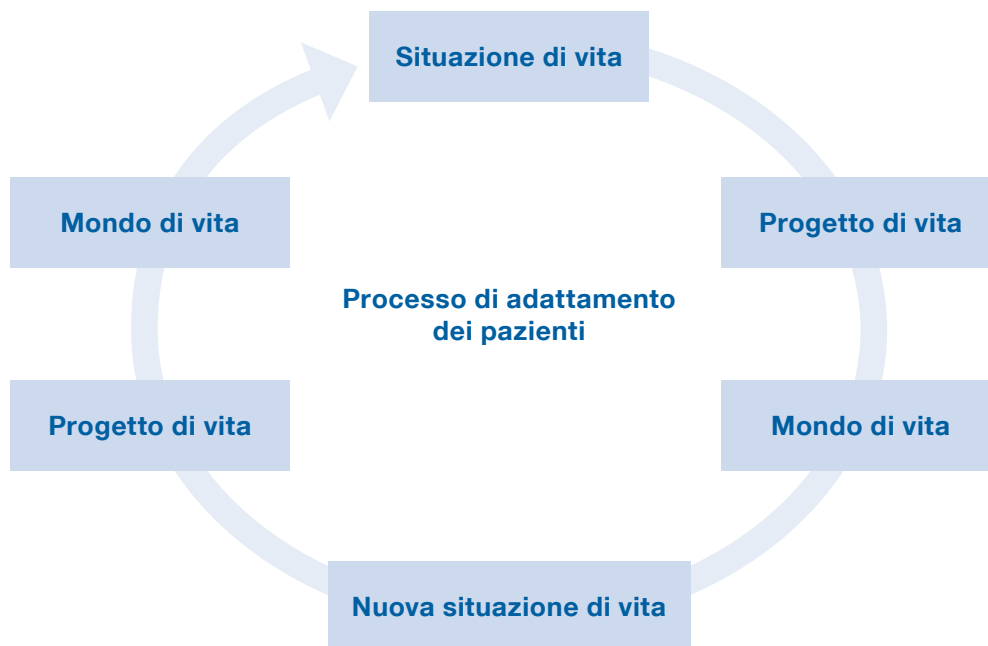 Situazione di vita
Mondo di vita
Progetto di vita
Processo di adattamento
dei pazienti
Progetto di vita
Mondo di vita
Nuova situazione di vita